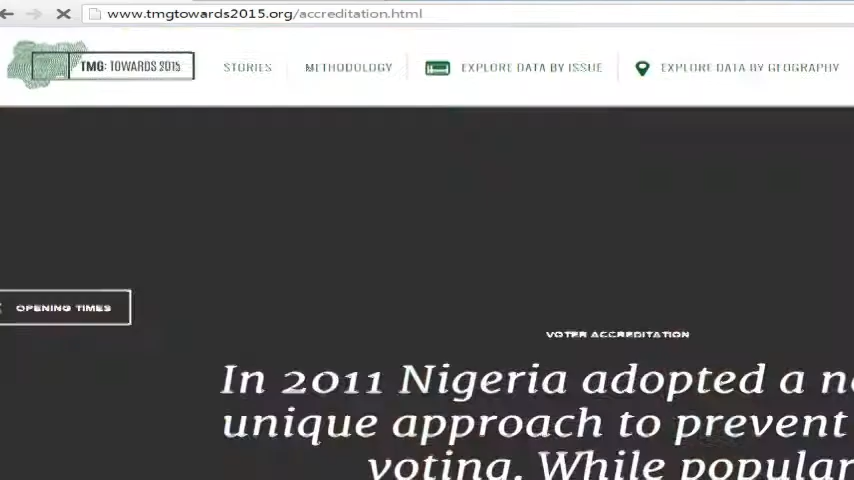 www.tmgtowards2015.org/accreditation.html
TMG: TOWARDS 2015
STORIES
METHODOLOGY
EXPLORE DATA BY ISSUE
EXPLORE DATA BY GEOGRAPHY
OPENING TIMES
VOTER ACCREDITATION
In 2011 Nigeria adopted a
unique approach to prevent
voting. While popular